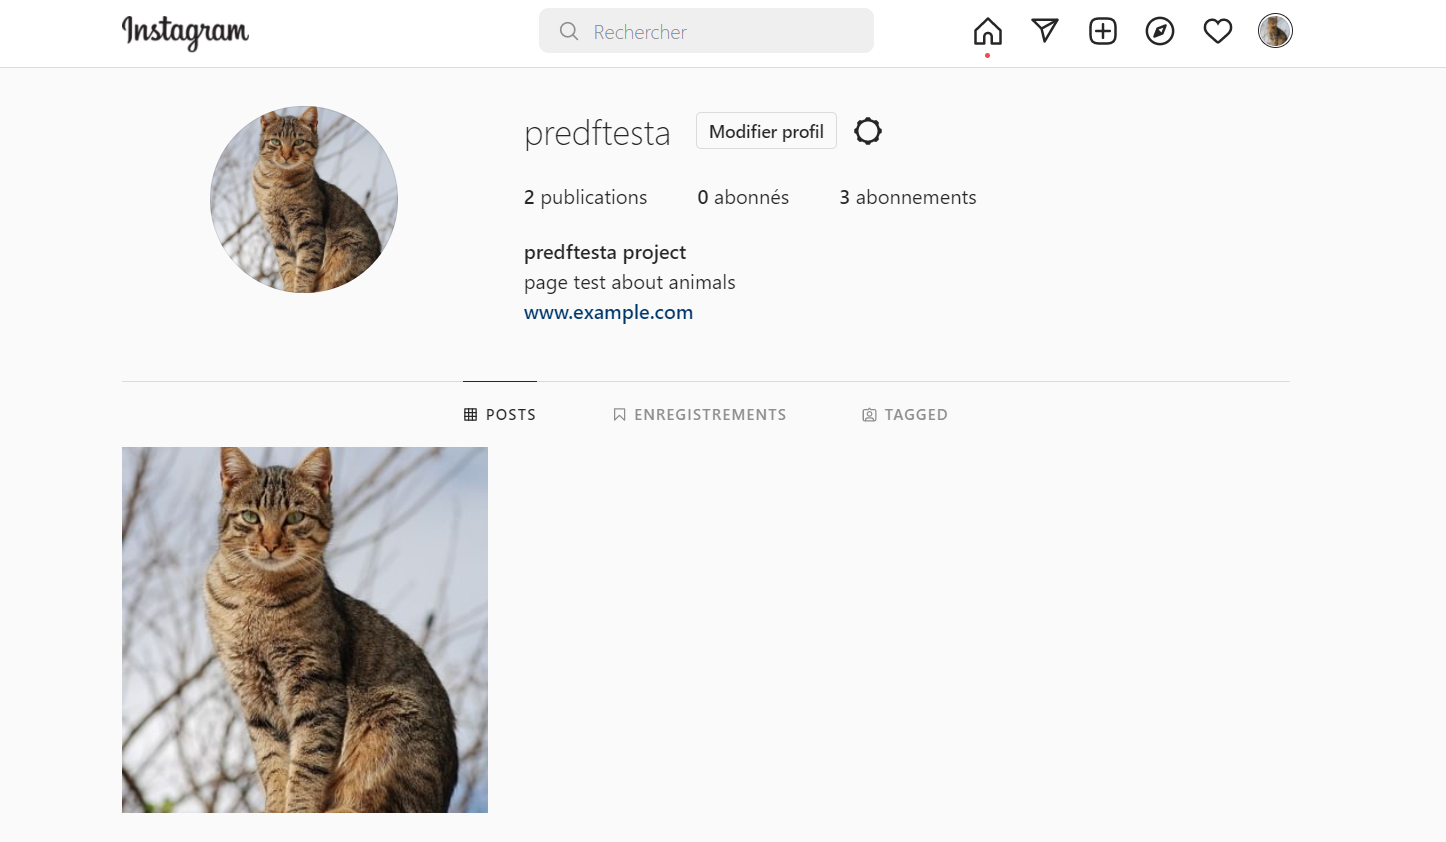 Instagram
Rechercher
predftesta
Modifier profil
2 publications
0 abonnés
3 abonnements
predftesta project
page test about animals
www.example.com
POSTS
ENREGISTREMENTS
TAGGED